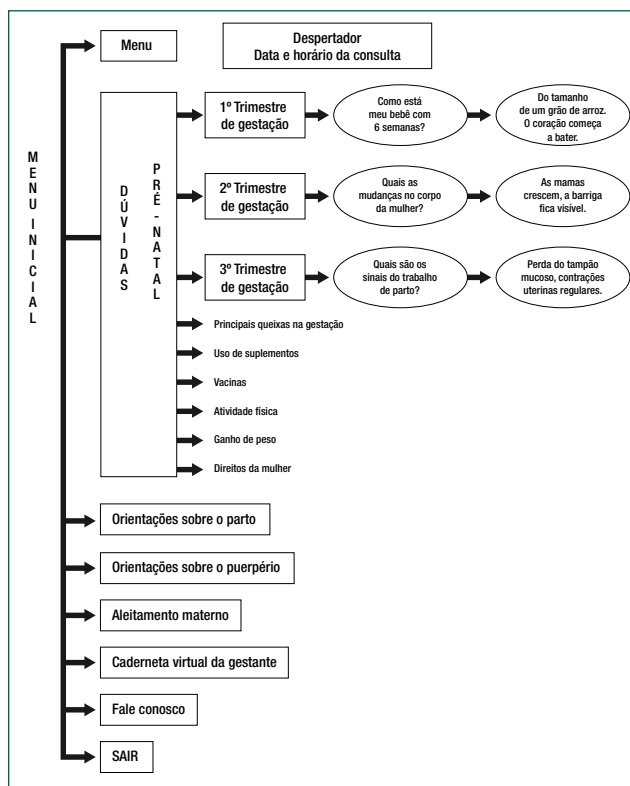 Menu
Despertador
Data e horário da consulta
MENU INICIAL
DÚVIDAS
PRÉ-NATAL
1º Trimestre
de gestação
Como está
meu bebê com
6 semanas?
Do tamanho
de um grão de arroz.
O coração começa
a bater.
2º Trimestre
de gestação
Quais as
mudanças no corpo
da mulher?
As mamas
crescem, a barriga
fica visível.
3º Trimestre
de gestação
Quais são os
sinais do trabalho
de parto?
Perda do tampão
mucoso, contrações
uterinas regulares.
Principais queixas na gestação
Uso de suplementos
Vacinas
Atividade física
Ganho de peso
Direitos da mulher
Orientações sobre o parto
Orientações sobre o puerpério
Aleitamento materno
Caderneta virtual da gestante
Fale conosco
SAIR